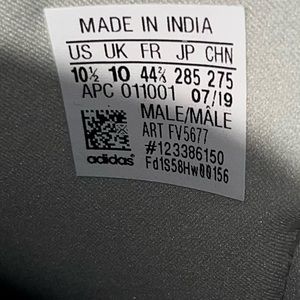 MADE IN INDIA
US UK FR JP CHN
10½ 10 44⅔ 285 275
APC 011001 07/19
MALE/MÂLE
ART FV5677
#123386150
adidas® Fd1S58Hw00156